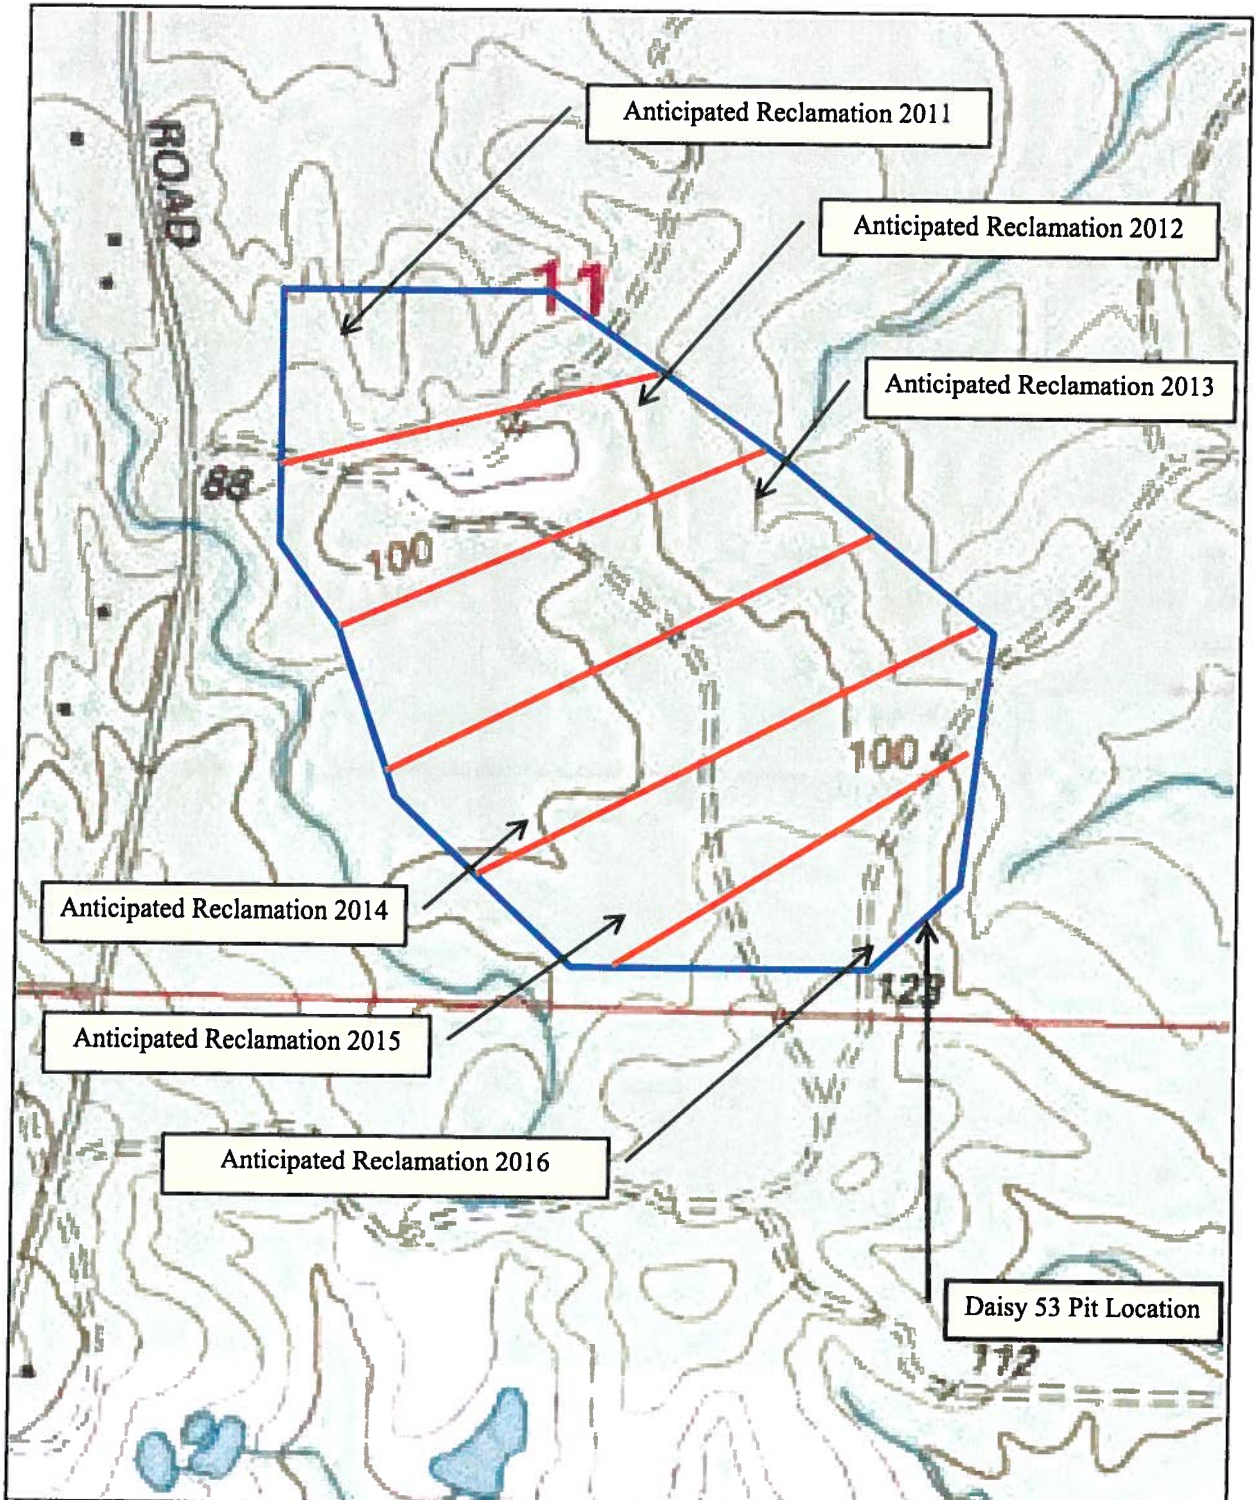 Anticipated Reclamation 2011
ROAD
Anticipated Reclamation 2012
11
Anticipated Reclamation 2013
88
100
100
Anticipated Reclamation 2014
123
Anticipated Reclamation 2015
Anticipated Reclamation 2016
Daisy 53 Pit Location
112